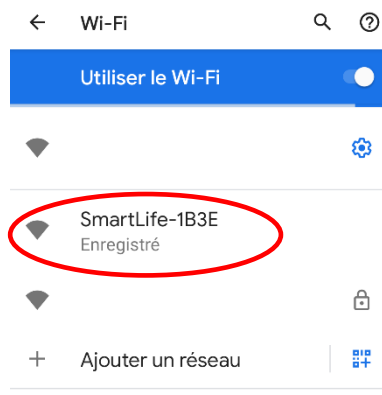 Wi-Fi
Utiliser le Wi-Fi
SmartLife-1B3E
Enregistré
Ajouter un réseau